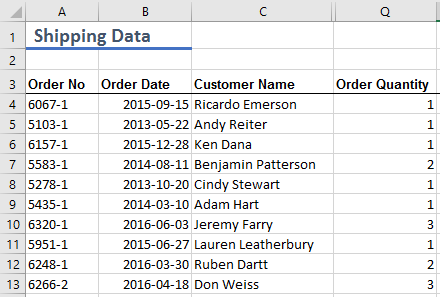 A B C Q
1 Shipping Data
2
3 Order No Order Date Customer Name Order Quantity
4 6067-1 2015-09-15 Ricardo Emerson 1
5 5103-1 2013-05-22 Andy Reiter 1
6 6157-1 2015-12-28 Ken Dana 1
7 5583-1 2014-08-11 Benjamin Patterson 2
8 5278-1 2013-10-20 Cindy Stewart 1
9 5435-1 2014-03-10 Adam Hart 1
10 6320-1 2016-06-03 Jeremy Farry 3
11 5951-1 2015-06-27 Lauren Leatherbury 1
12 6248-1 2016-03-30 Ruben Dartt 2
13 6266-2 2016-04-18 Don Weiss 3